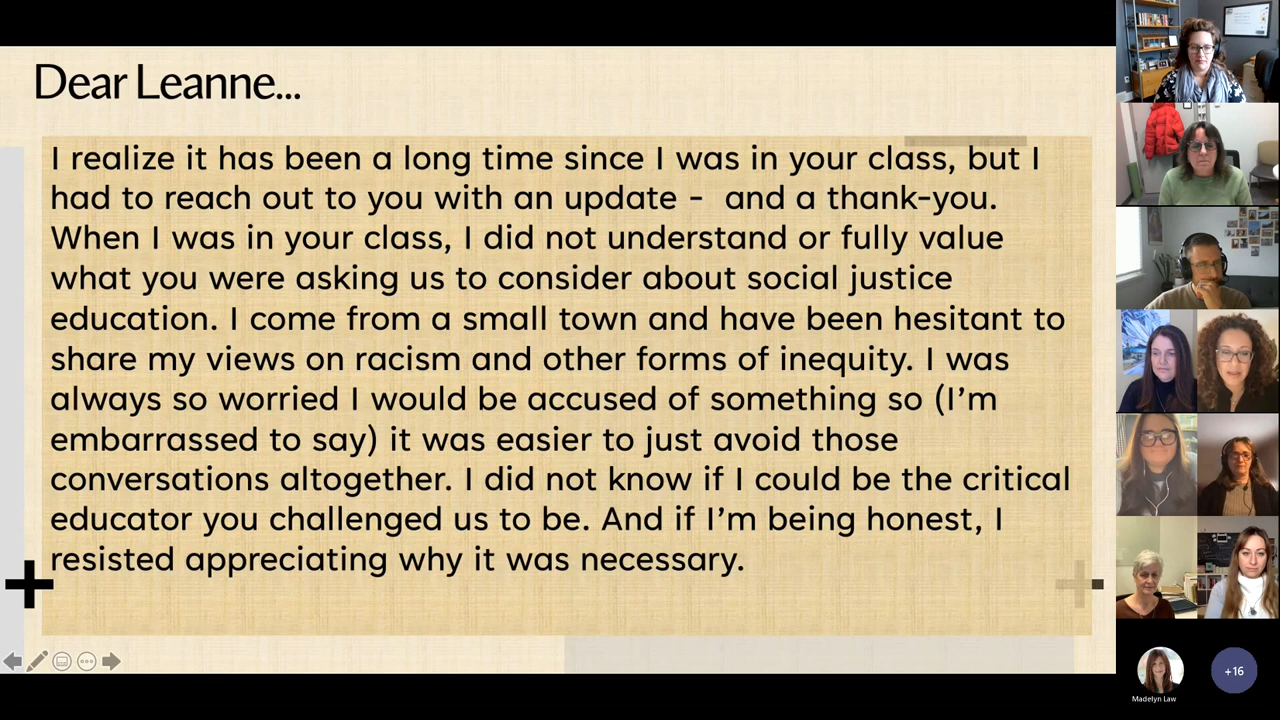 Dear Leanne...
I realize it has been a long time since I was in your class, but I
had to reach out to you with an update -  and a thank-you.
When I was in your class, I did not understand or fully value
what you were asking us to consider about social justice
education. I come from a small town and have been hesitant to
share my views on racism and other forms of inequity. I was
always so worried I would be accused of something so (I’m
embarrassed to say) it was easier to just avoid those
conversations altogether. I did not know if I could be the critical
educator you challenged us to be. And if I’m being honest, I
resisted appreciating why it was necessary.
Madelyn Law
+16